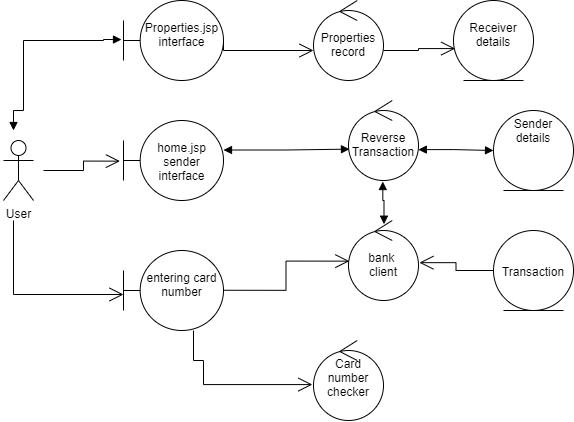 Properties.jsp
interface
Properties
record
Receiver
details
home.jsp
sender
interface
Reverse
Transaction
Sender
details
User
entering card
number
bank
client
Transaction
Card
number
checker